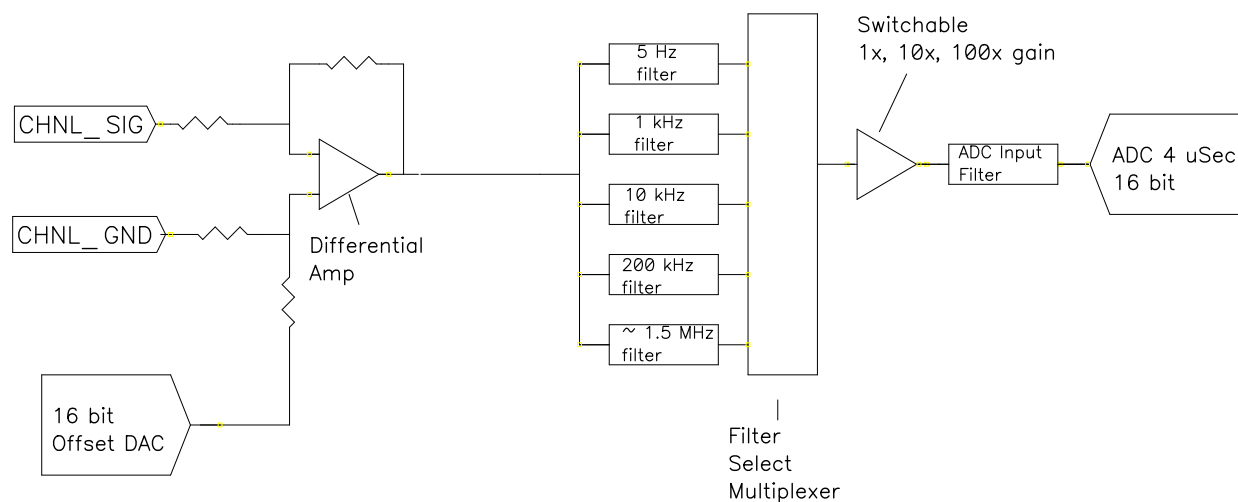 CHNL_SIG
CHNL_GND
16 bit
Offset DAC
Differential
Amp
5 Hz
filter
1 kHz
filter
10 kHz
filter
200 kHz
filter
~ 1.5 MHz
filter
Filter
Select
Multiplexer
Switchable
1x, 10x, 100x gain
ADC Input
Filter
ADC 4 uSec
16 bit